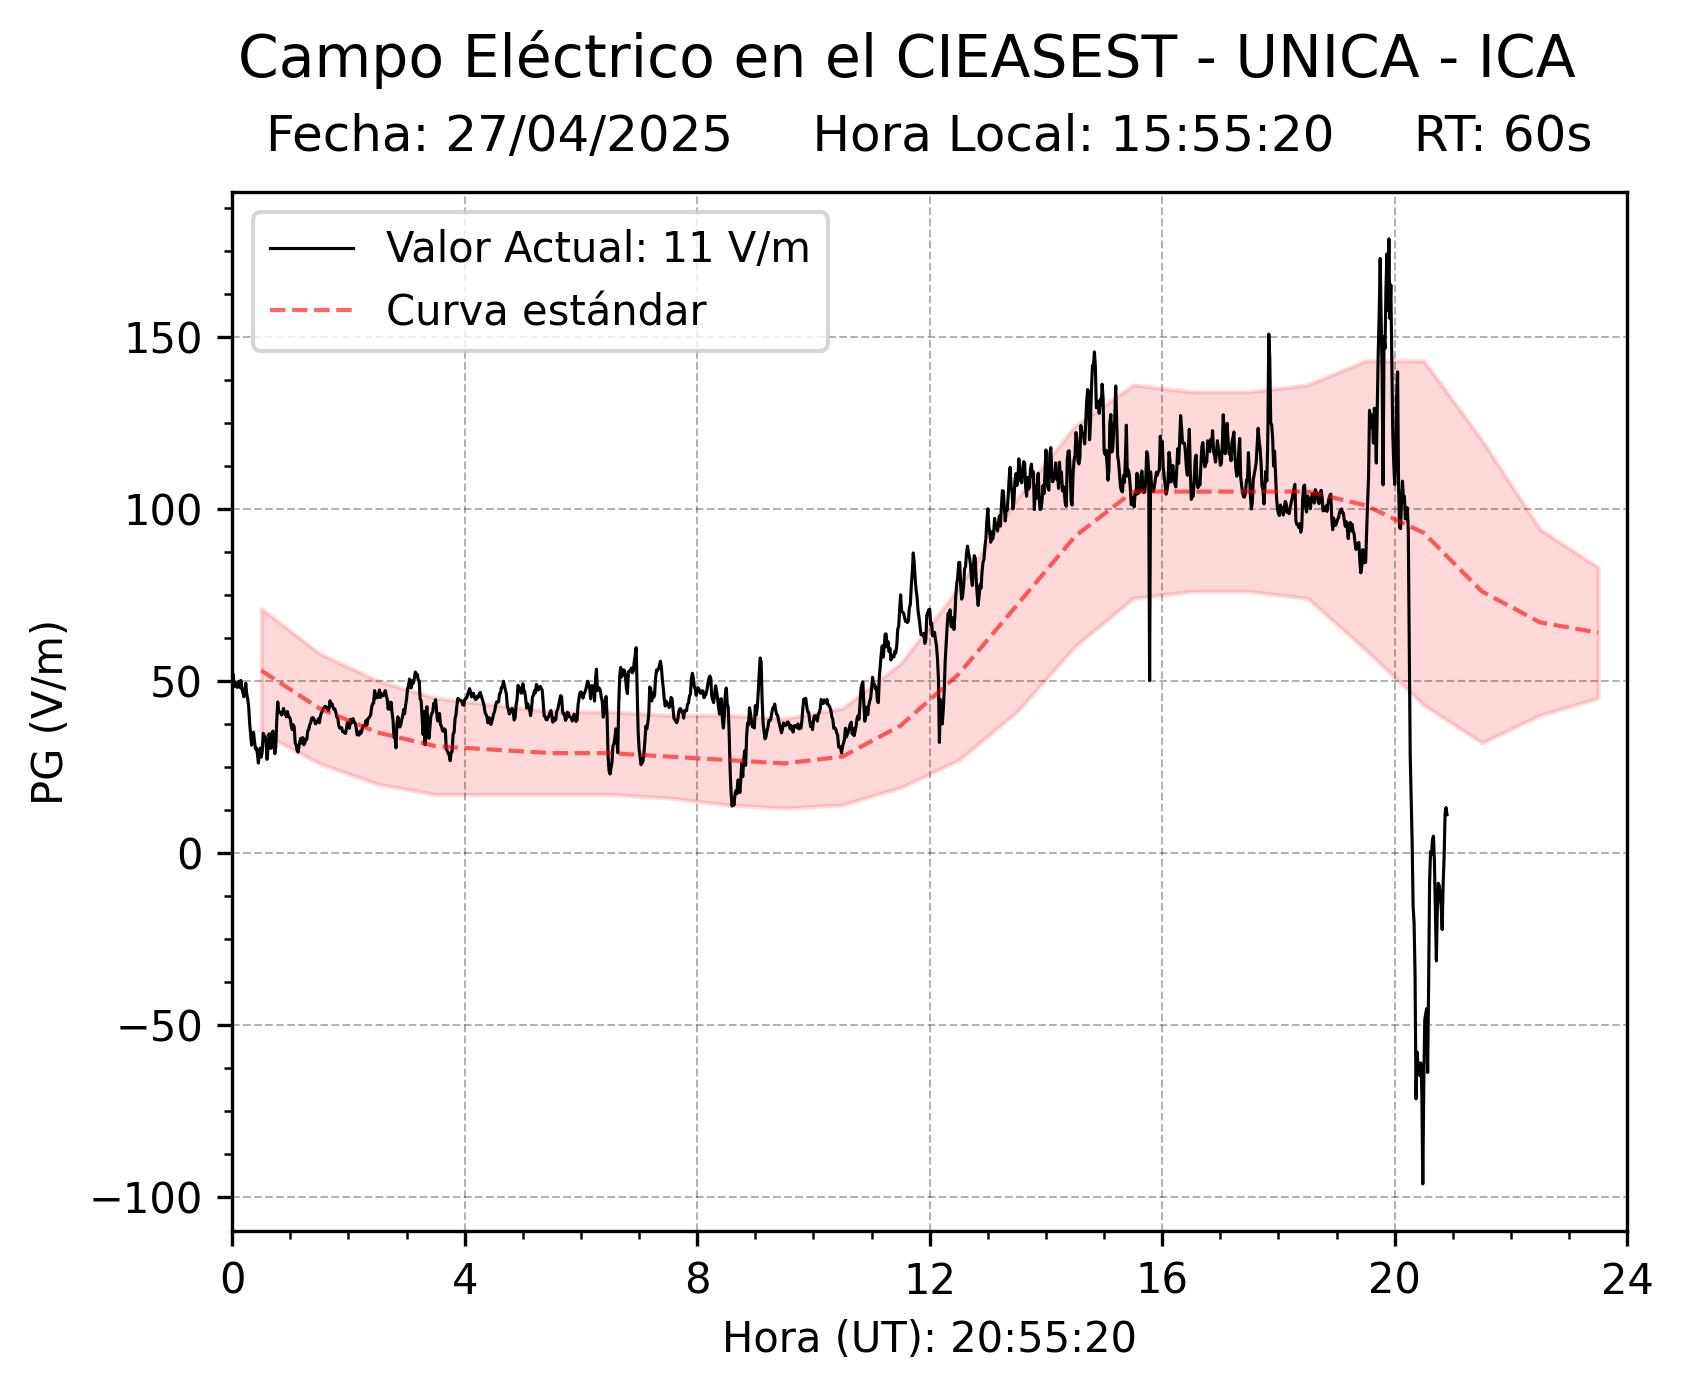 Campo Eléctrico en el CIEASEST - UNICA - ICA
Fecha: 27/04/2025 Hora Local: 15:55:20 RT: 60s
Valor Actual: 11 V/m
Curva estándar
PG (V/m)
150
100
50
0
−50
−100
0 4 8 12 16 20 24
Hora (UT): 20:55:20